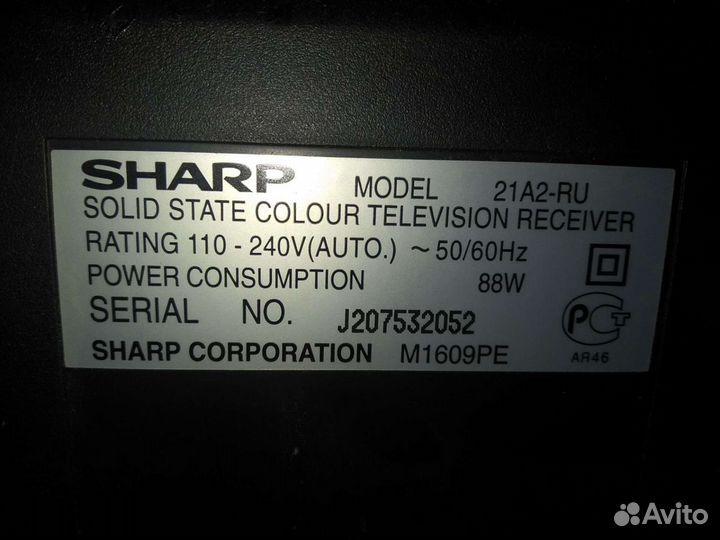 SHARP MODEL 21A2-RU
SOLID STATE COLOUR TELEVISION RECEIVER
RATING 110 - 240V(AUTO.) ~ 50/60Hz
POWER CONSUMPTION 88W
SERIAL NO. J207532052
SHARP CORPORATION M1609PE
РСТ
AR46
Avito